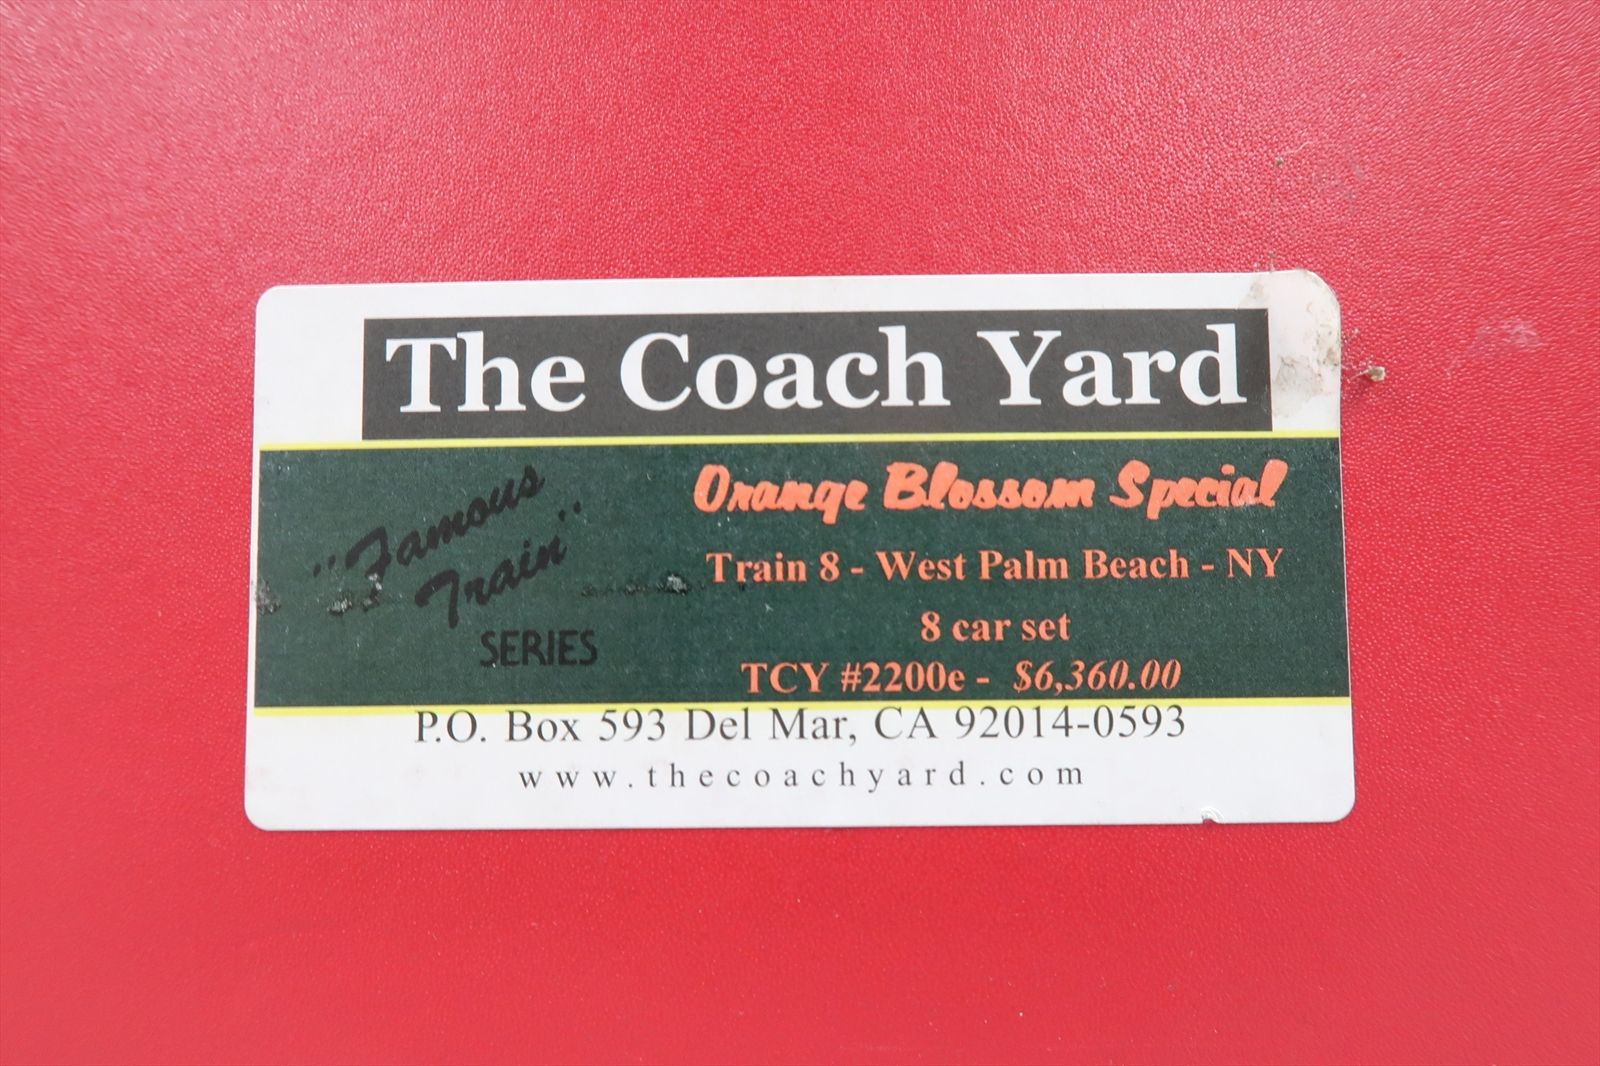 The Coach Yard
"Famous
Train"
SERIES
Orange Blossom Special
Train 8 - West Palm Beach - NY
8 car set
TCY #2200e - $6,360.00
P.O. Box 593 Del Mar, CA 92014-0593
www.thecoachyard.com